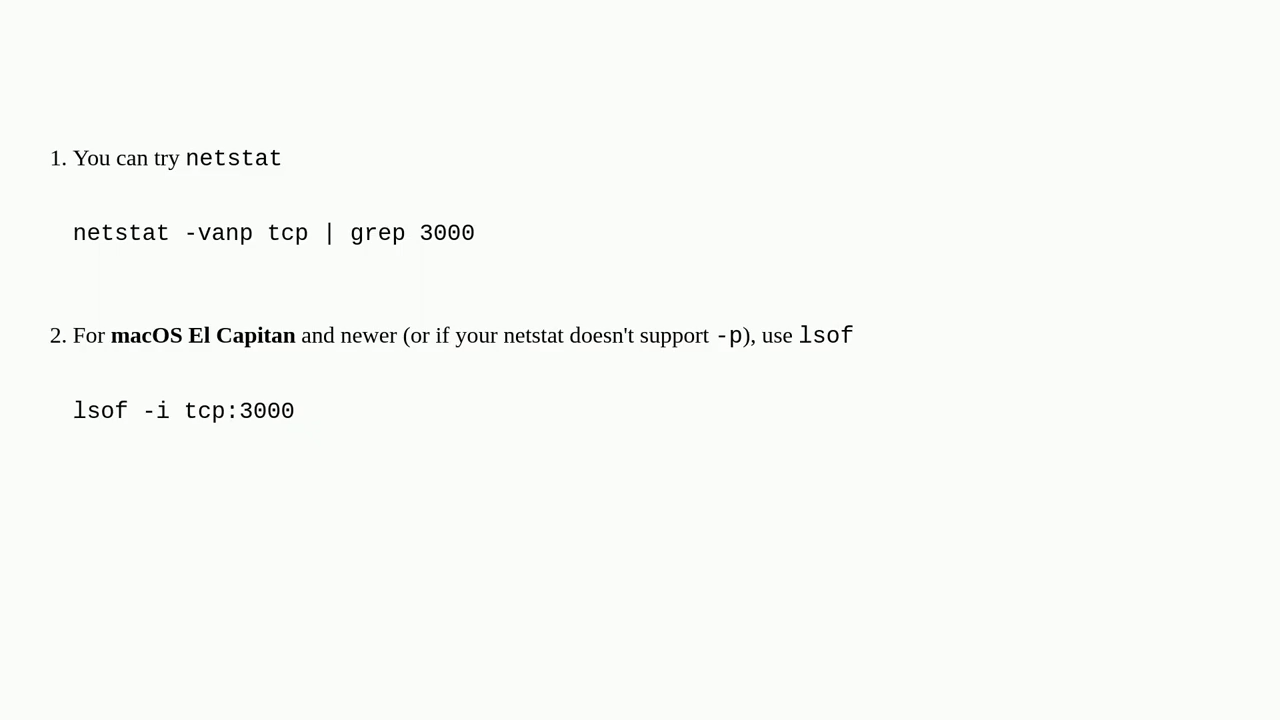 1. You can try netstat
netstat -vanp tcp | grep 3000
2. For macOS El Capitan and newer (or if your netstat doesn't support -p), use lsof
lsof -i tcp:3000